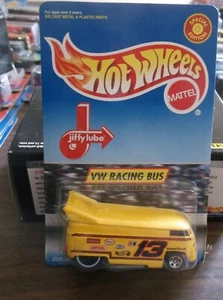 For ages over 3 years.
DIE CAST METAL & PLASTIC PARTS
SPECIAL
EDITION
Hot Wheels
MATTEL
jiffy lube
VW RACING BUS
13